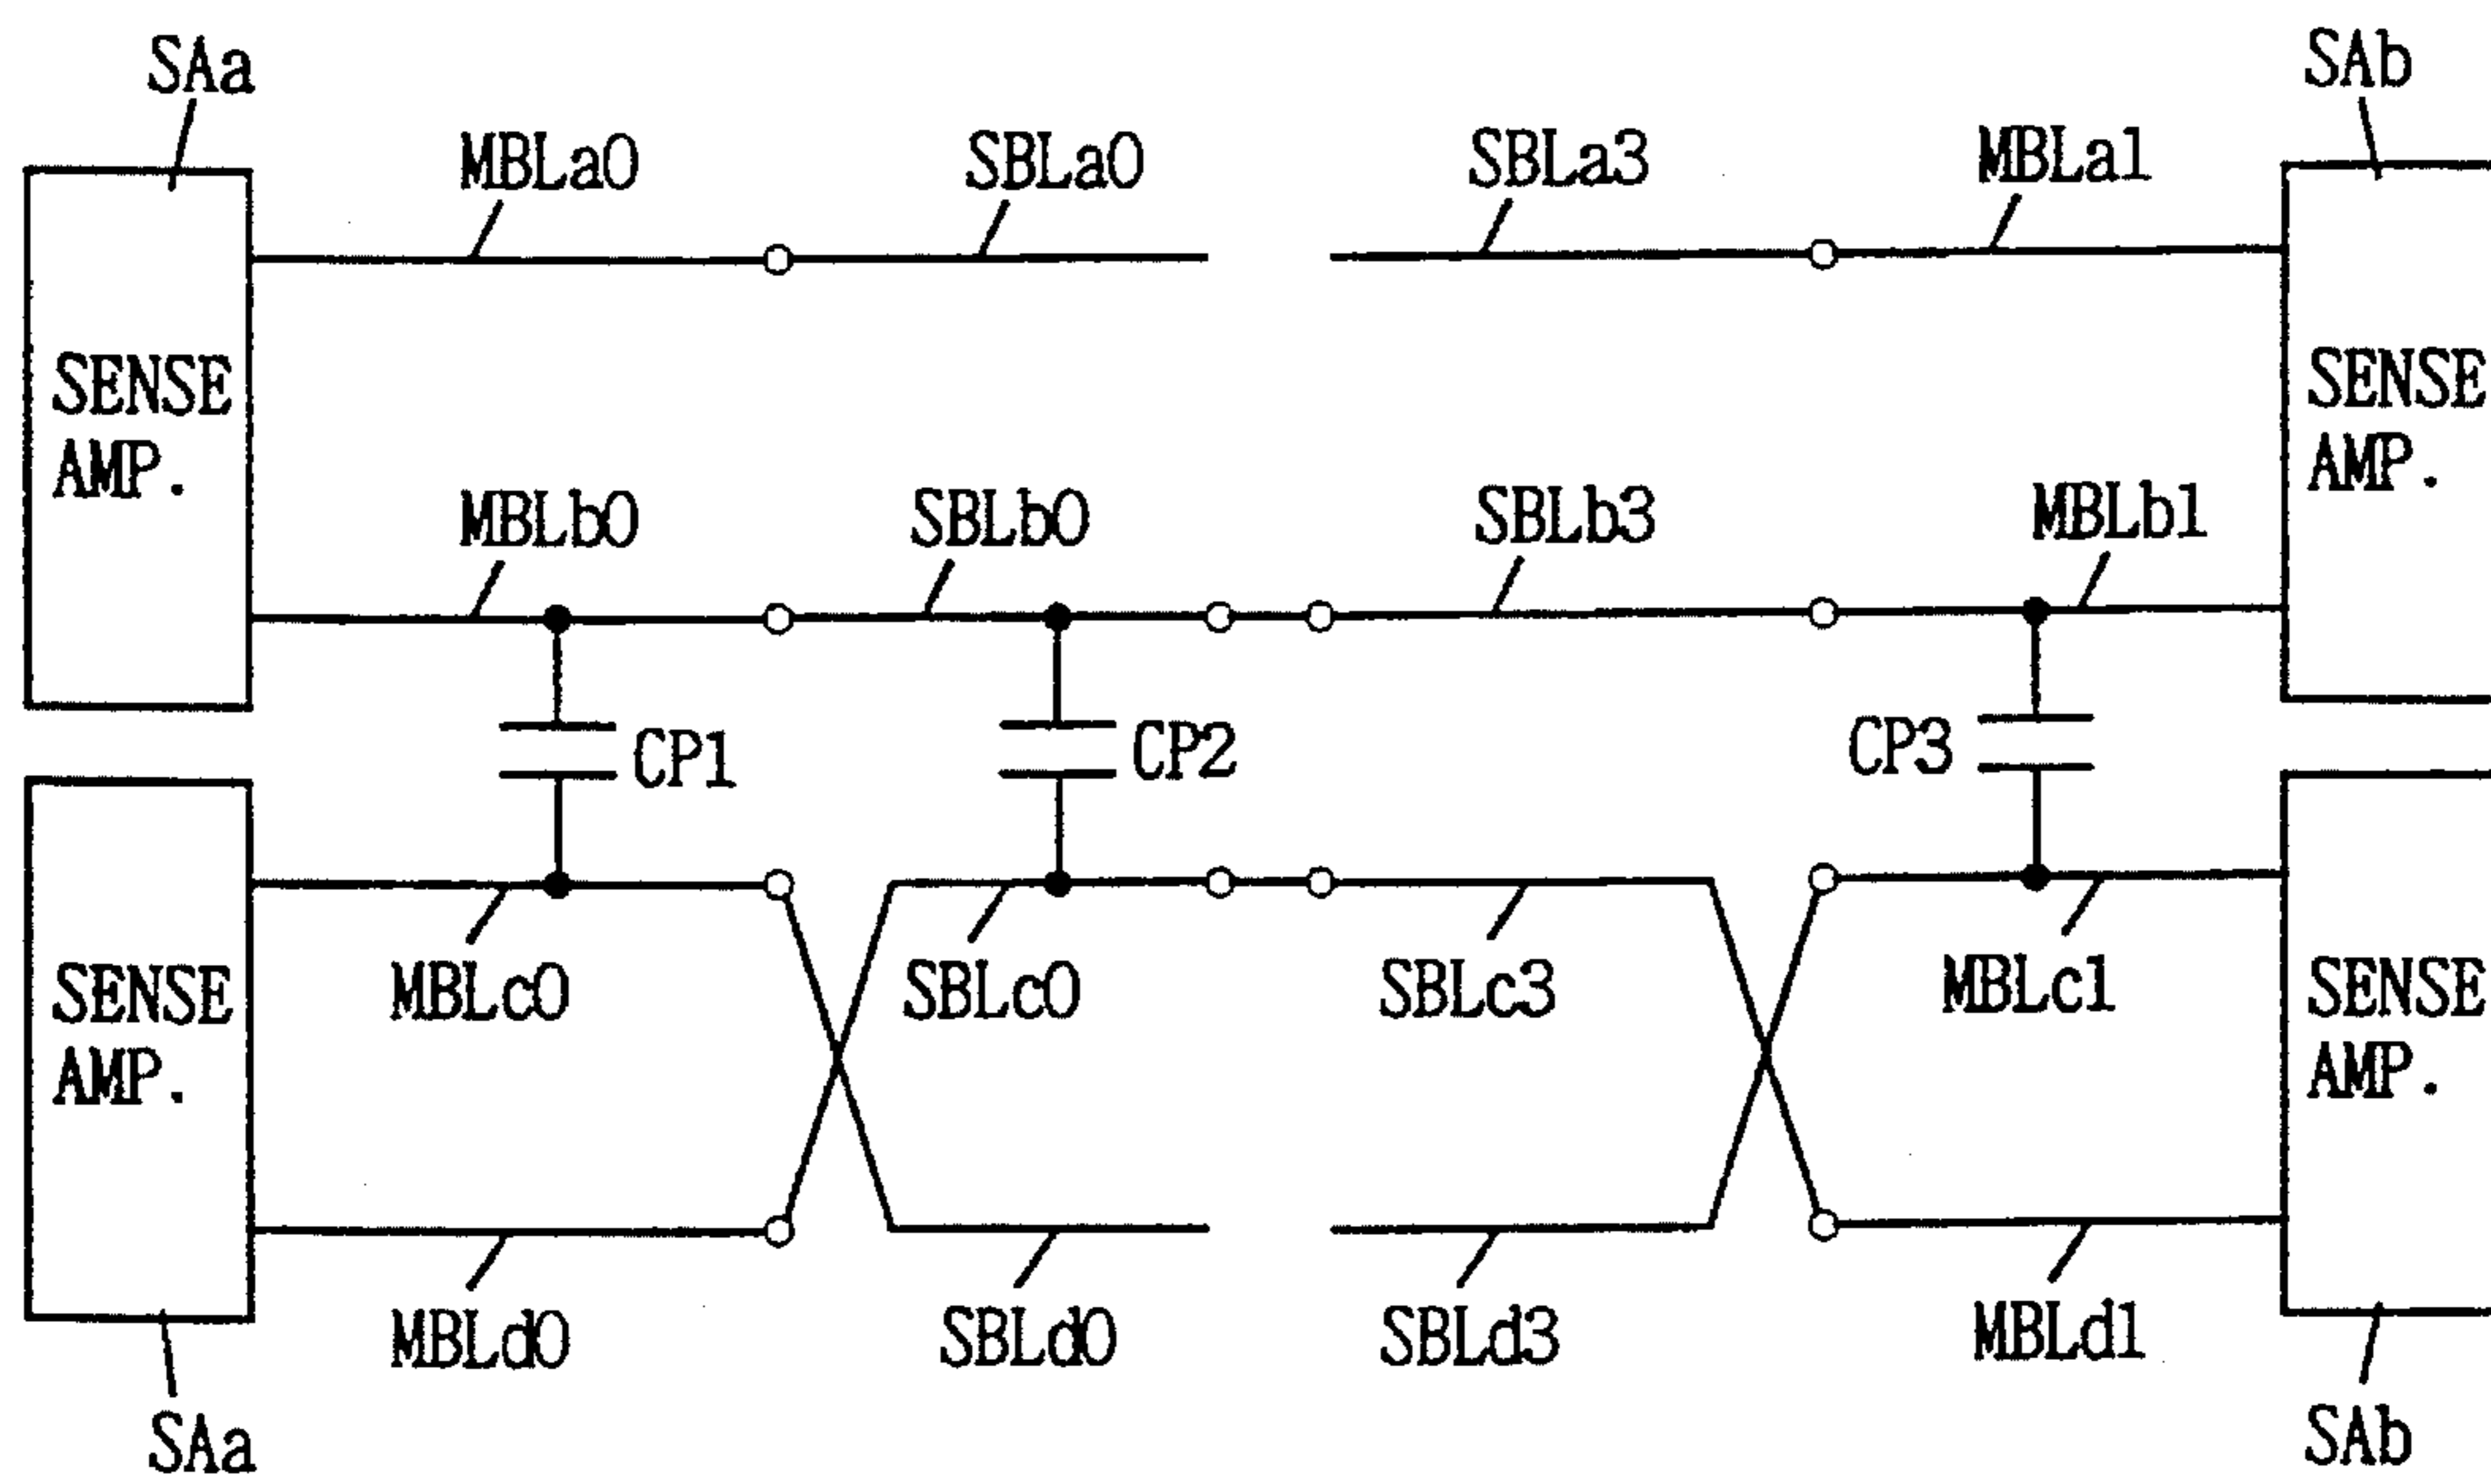 SAa
SAb
MBLa0
SBLa0
SBLa3
MBLa1
SENSE
AMP.
SENSE
AMP.
MBLb0
SBLb0
SBLb3
MBLb1
CP1
CP2
CP3
SENSE
AMP.
MBLc0
SBLc0
SBLc3
MBLc1
SENSE
AMP.
MBLd0
SBLd0
SBLd3
MBLd1
SAa
SAb